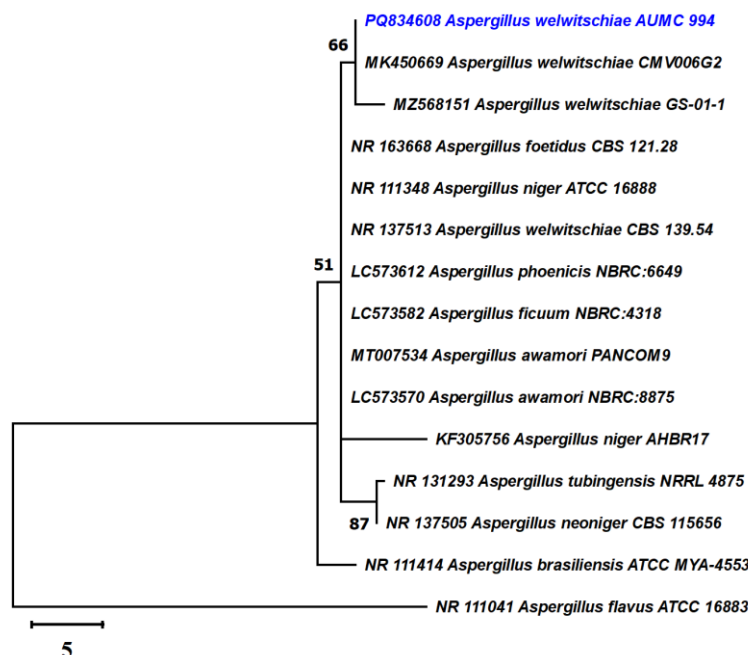 PQ834608 Aspergillus welwitschiae AUMC 994
66
MK450669 Aspergillus welwitschiae CMV006G2
MZ568151 Aspergillus welwitschiae GS-01-1
NR 163668 Aspergillus foetidus CBS 121.28
NR 111348 Aspergillus niger ATCC 16888
NR 137513 Aspergillus welwitschiae CBS 139.54
51
LC573612 Aspergillus phoenicis NBRC:6649
LC573582 Aspergillus ficuum NBRC:4318
MT007534 Aspergillus awamori PANCOM9
LC573570 Aspergillus awamori NBRC:8875
KF305756 Aspergillus niger AHBR17
NR 131293 Aspergillus tubingensis NRRL 4875
87
NR 137505 Aspergillus neoniger CBS 115656
NR 111414 Aspergillus brasiliensis ATCC MYA-4553
NR 111041 Aspergillus flavus ATCC 16883
5